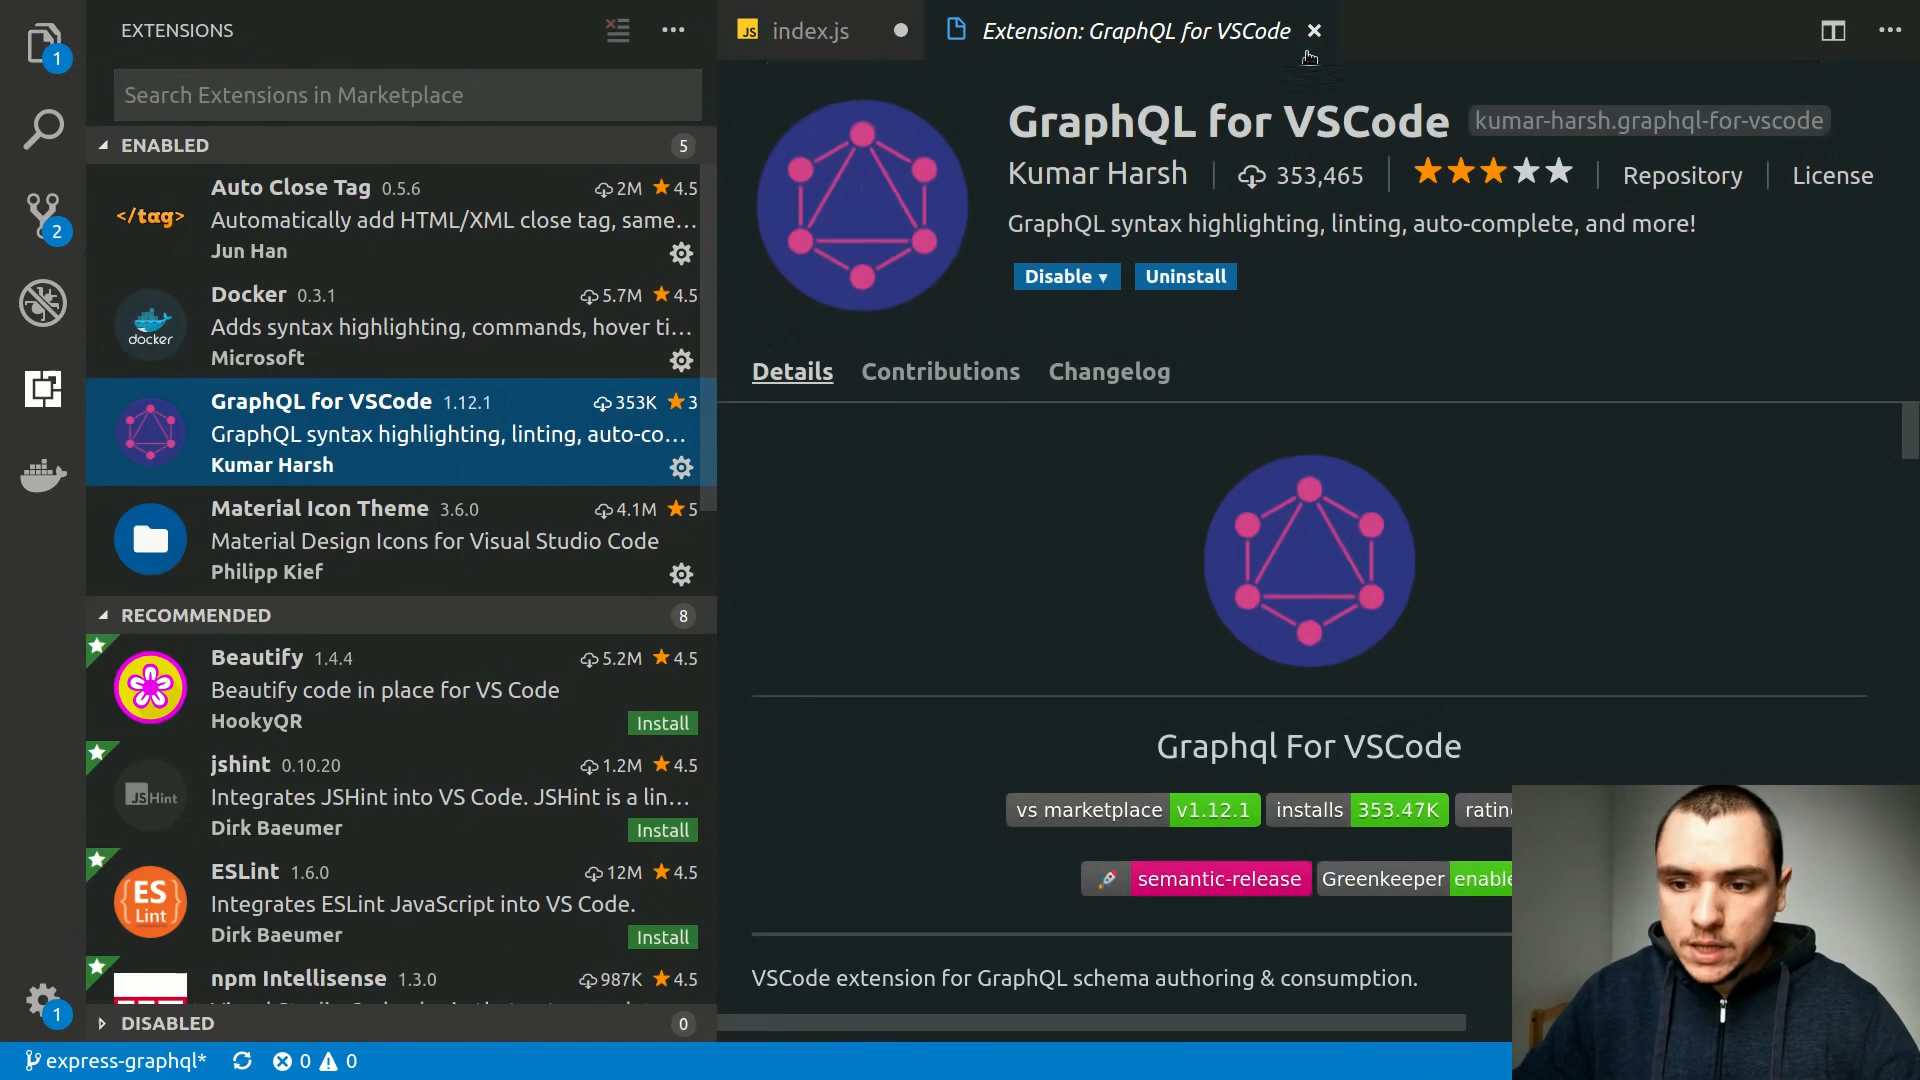 1
2
1
EXTENSIONS
Search Extensions in Marketplace
ENABLED 5
</tag>
Auto Close Tag 0.5.6 2M 4.5
Automatically add HTML/XML close tag, same...
Jun Han
docker
Docker 0.3.1 5.7M 4.5
Adds syntax highlighting, commands, hover ti...
Microsoft
GraphQL for VSCode 1.12.1 353K 3
GraphQL syntax highlighting, linting, auto-co...
Kumar Harsh
Material Icon Theme 3.6.0 4.1M 5
Material Design Icons for Visual Studio Code
Philipp Kief
RECOMMENDED 8
Beautify 1.4.4 5.2M 4.5
Beautify code in place for VS Code
HookyQR Install
JSHint
jshint 0.10.20 1.2M 4.5
Integrates JSHint into VS Code. JSHint is a lin...
Dirk Baeumer Install
ES
Lint
ESLint 1.6.0 12M 4.5
Integrates ESLint JavaScript into VS Code.
Dirk Baeumer Install
npm Intellisense 1.3.0 987K 4.5
DISABLED 0
JS index.js
Extension: GraphQL for VSCode
GraphQL for VSCode kumar-harsh.graphql-for-vscode
Kumar Harsh 353,465 Repository License
GraphQL syntax highlighting, linting, auto-complete, and more!
Disable Uninstall
Details Contributions Changelog
Graphql For VSCode
vs marketplace v1.12.1 installs 353.47K ratin
semantic-release Greenkeeper enable
VSCode extension for GraphQL schema authoring & consumption.
express-graphql* 0 0